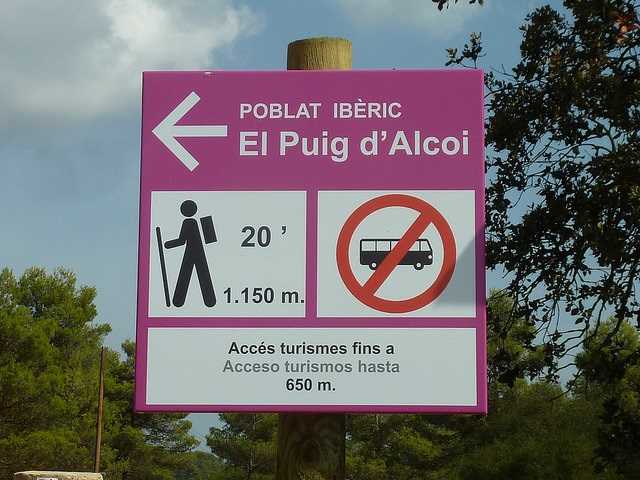 POBLAT IBÈRIC
El Puig d'Alcoi
20 '
1.150 m.
Accés turismes fins a
Acceso turismos hasta
650 m.